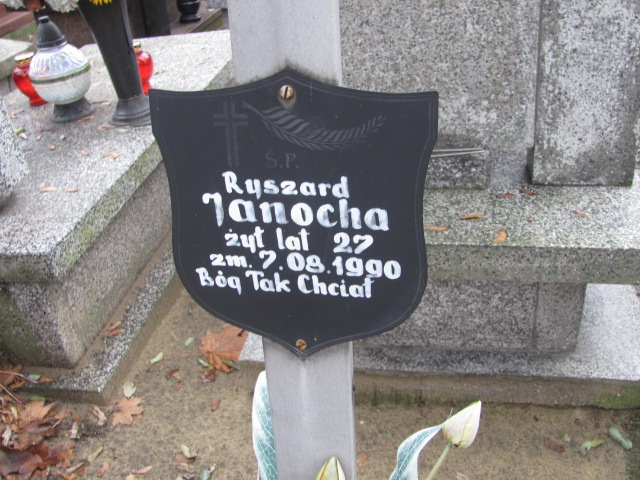 Ś.P.
Ryszard
Janocha
żył lat 27
zm. 7.08.1990
Bóg Tak Chciał